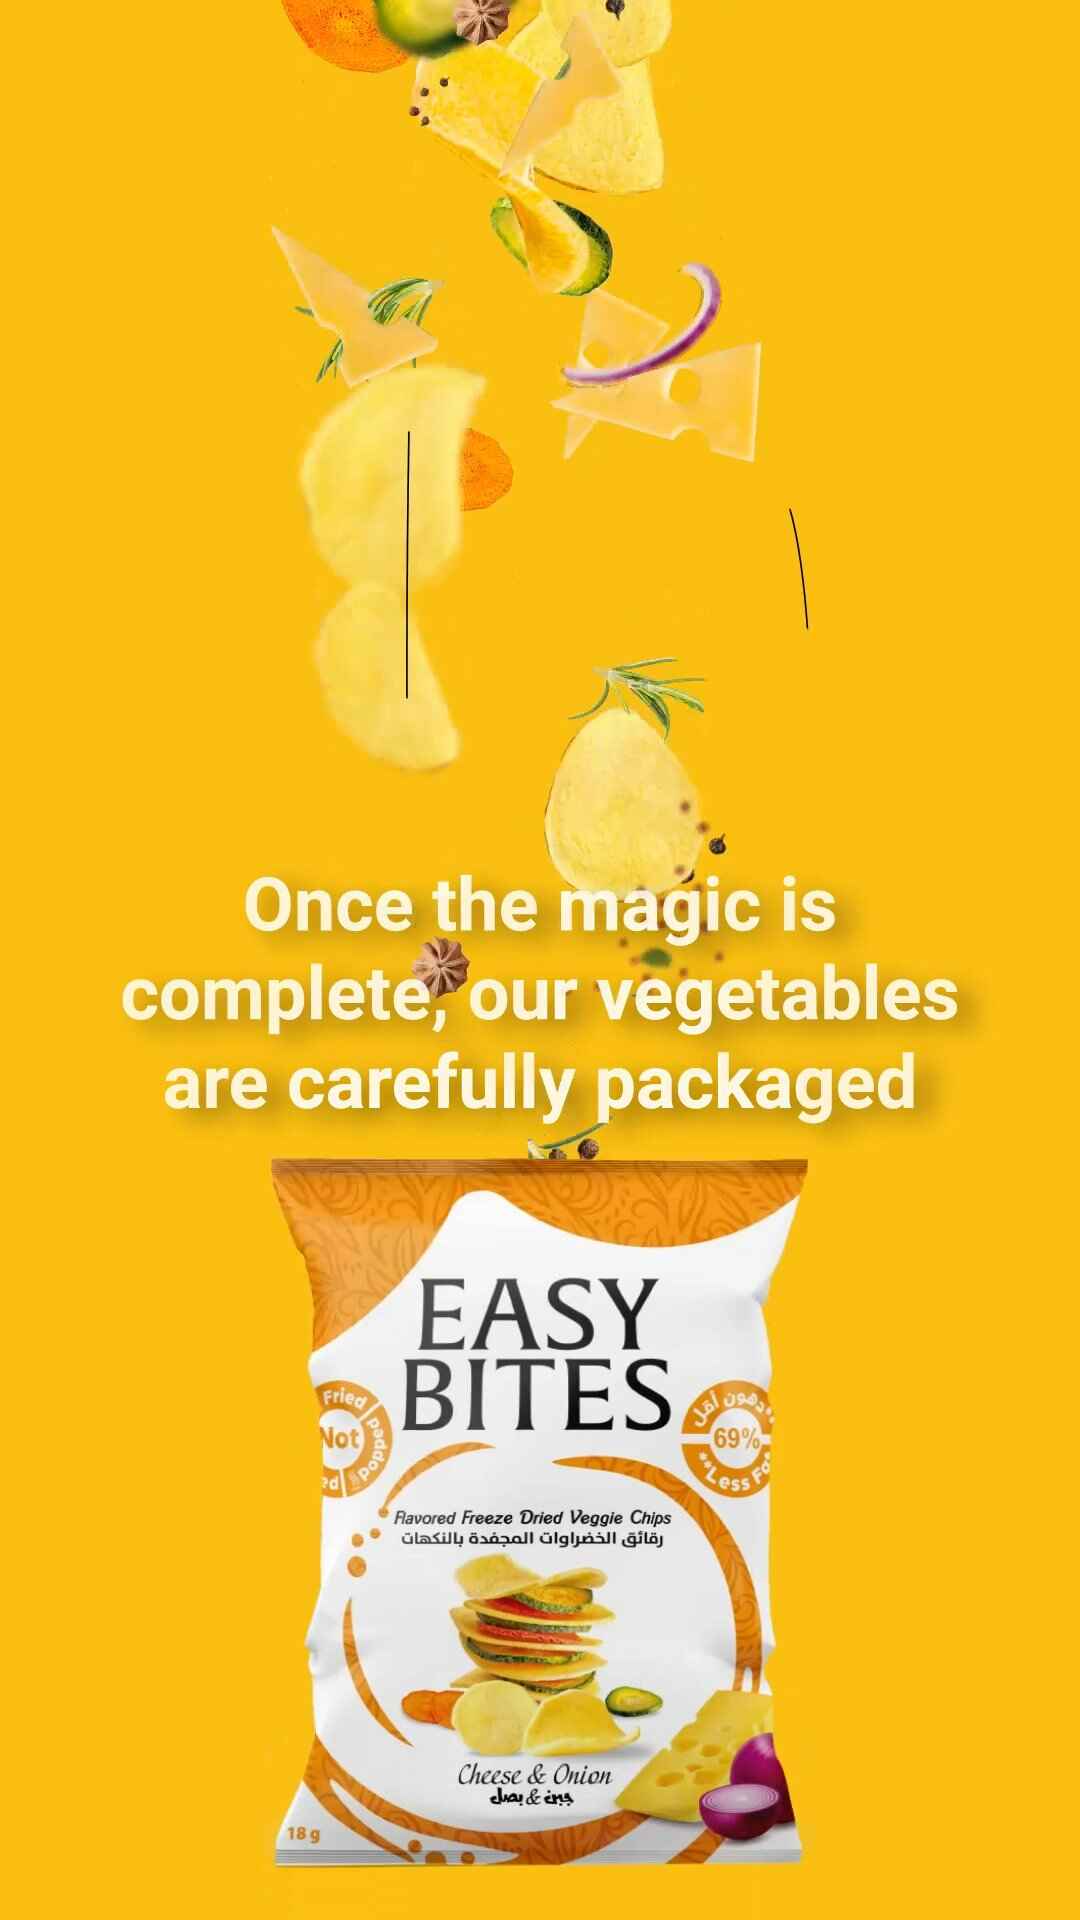 Once the magic is
complete, our vegetables
are carefully packaged
EASY
BITES
Fried
Not
popped
دهون أقل
69%
**Less Fa
Flavored Freeze Dried Veggie Chips
رقائق الخضراوات المجفدة بالنكهات
Cheese & Onion
جبن & بصل
18 g